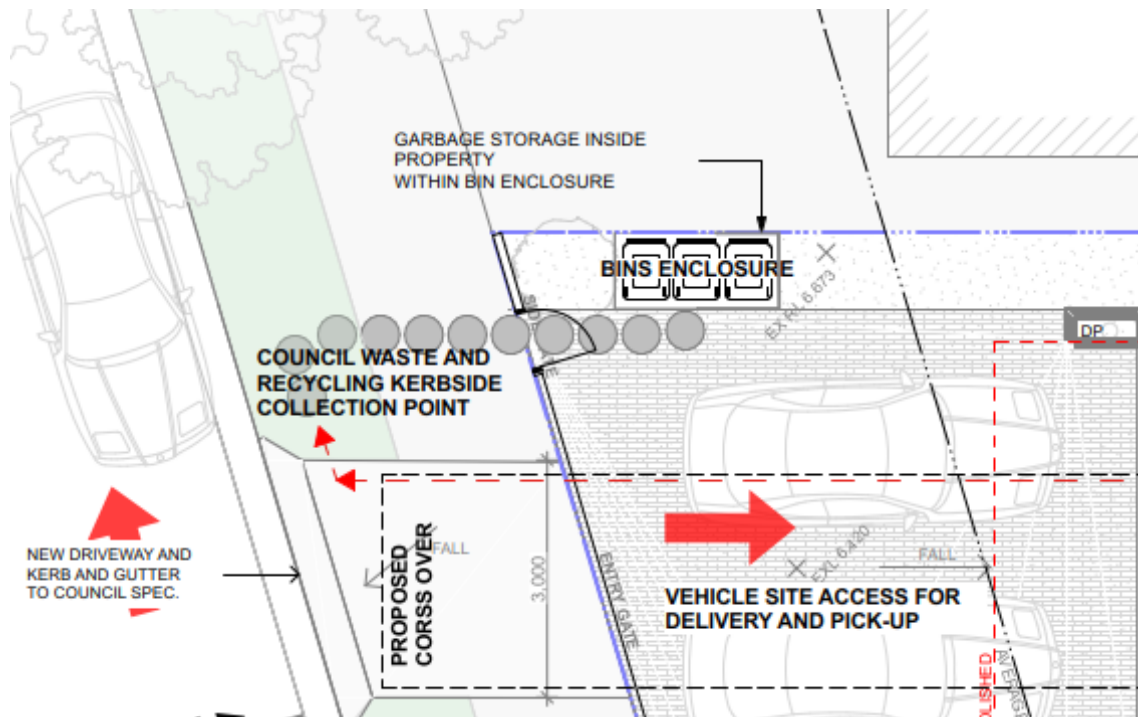 GARBAGE STORAGE INSIDE
PROPERTY
WITHIN BIN ENCLOSURE
BINS ENCLOSURE
EX RL 6.673
DP
COUNCIL WASTE AND
RECYCLING KERBSIDE
COLLECTION POINT
NEW DRIVEWAY AND
KERB AND GUTTER
TO COUNCIL SPEC.
FALL
PROPOSED
CORSS OVER
3,000
ENTRY GATE
EXL 6.420
FALL
VEHICLE SITE ACCESS FOR
DELIVERY AND PICK-UP